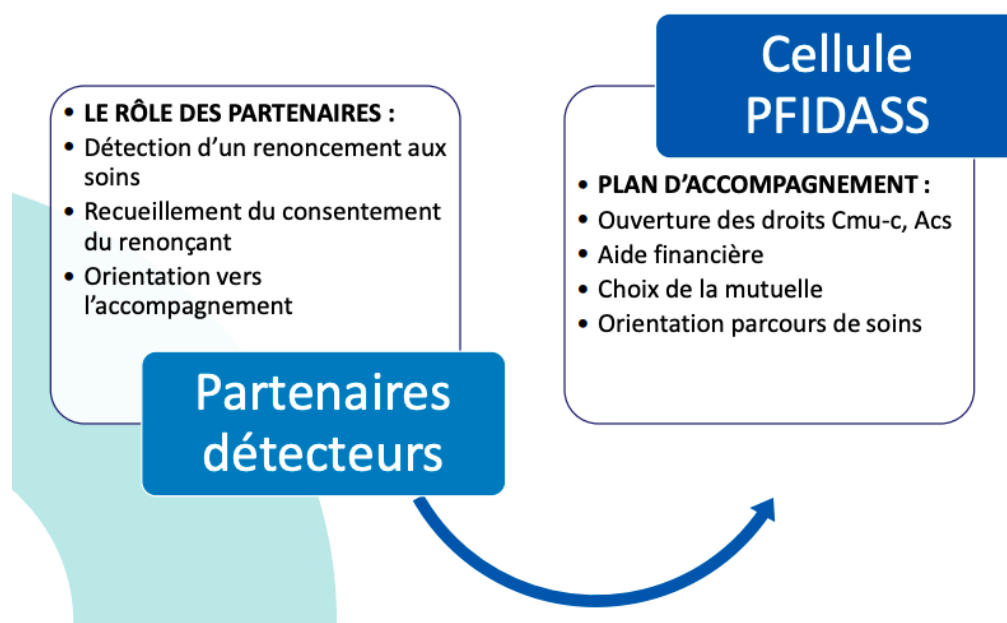 • LE RÔLE DES PARTENAIRES :
• Détection d’un renoncement aux
soins
• Recueillement du consentement
du renonçant
• Orientation vers
l’accompagnement
Partenaires
détecteurs
Cellule
PFIDASS
• PLAN D’ACCOMPAGNEMENT :
• Ouverture des droits Cmu-c, Acs
• Aide financière
• Choix de la mutuelle
• Orientation parcours de soins